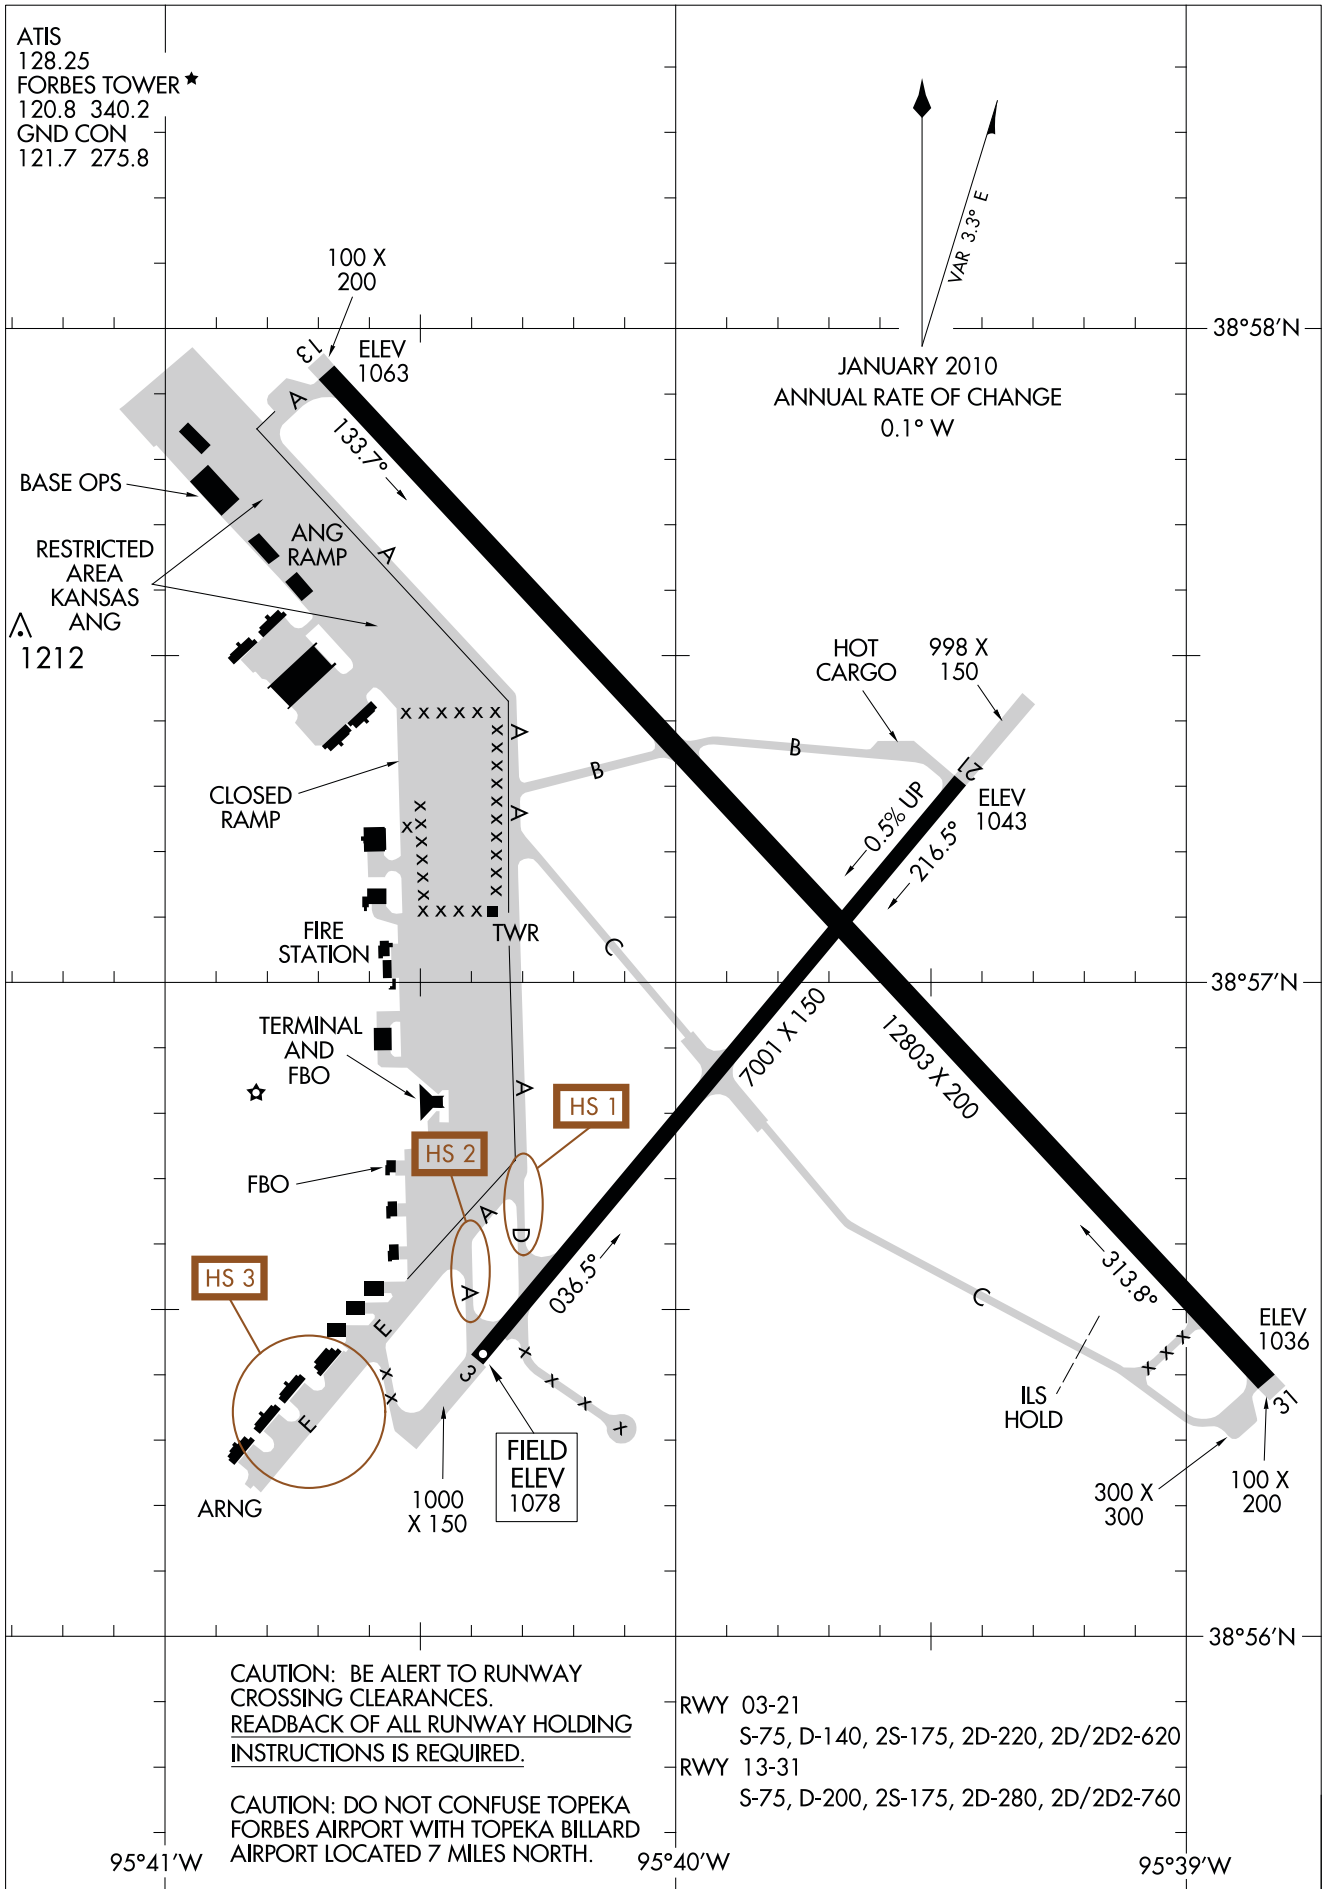 ATIS
128.25
FORBES TOWER
120.8 340.2
GND CON
121.7 275.8
VAR 3.3° E
JANUARY 2010
ANNUAL RATE OF CHANGE
0.1° W
38°58'N
100 X
200
13
ELEV
1063
A
133.7°
BASE OPS
ANG
RAMP
A
RESTRICTED
AREA
KANSAS
ANG
1212
HOT
CARGO
998 X
150
X X X X X X
A
X X X X X X X X X X
B
B
21
CLOSED
RAMP
A
0.5% UP
216.5°
ELEV
1043
X
X X X X X X
X X X X
TWR
FIRE
STATION
C
38°57'N
7001 X 150
12803 X 200
TERMINAL
AND
FBO
A
HS 1
HS 2
FBO
A
D
HS 3
A
036.5°
313.8°
C
E
ELEV
1036
X X X
X X
X X X X
3
31
ILS
HOLD
E
FIELD
ELEV
1078
1000
X 150
300 X
300
100 X
200
ARNG
38°56'N
CAUTION: BE ALERT TO RUNWAY
CROSSING CLEARANCES.
READBACK OF ALL RUNWAY HOLDING
INSTRUCTIONS IS REQUIRED.
CAUTION: DO NOT CONFUSE TOPEKA
FORBES AIRPORT WITH TOPEKA BILLARD
AIRPORT LOCATED 7 MILES NORTH.
RWY 03-21
S-75, D-140, 2S-175, 2D-220, 2D/2D2-620
RWY 13-31
S-75, D-200, 2S-175, 2D-280, 2D/2D2-760
95°41'W
95°40'W
95°39'W